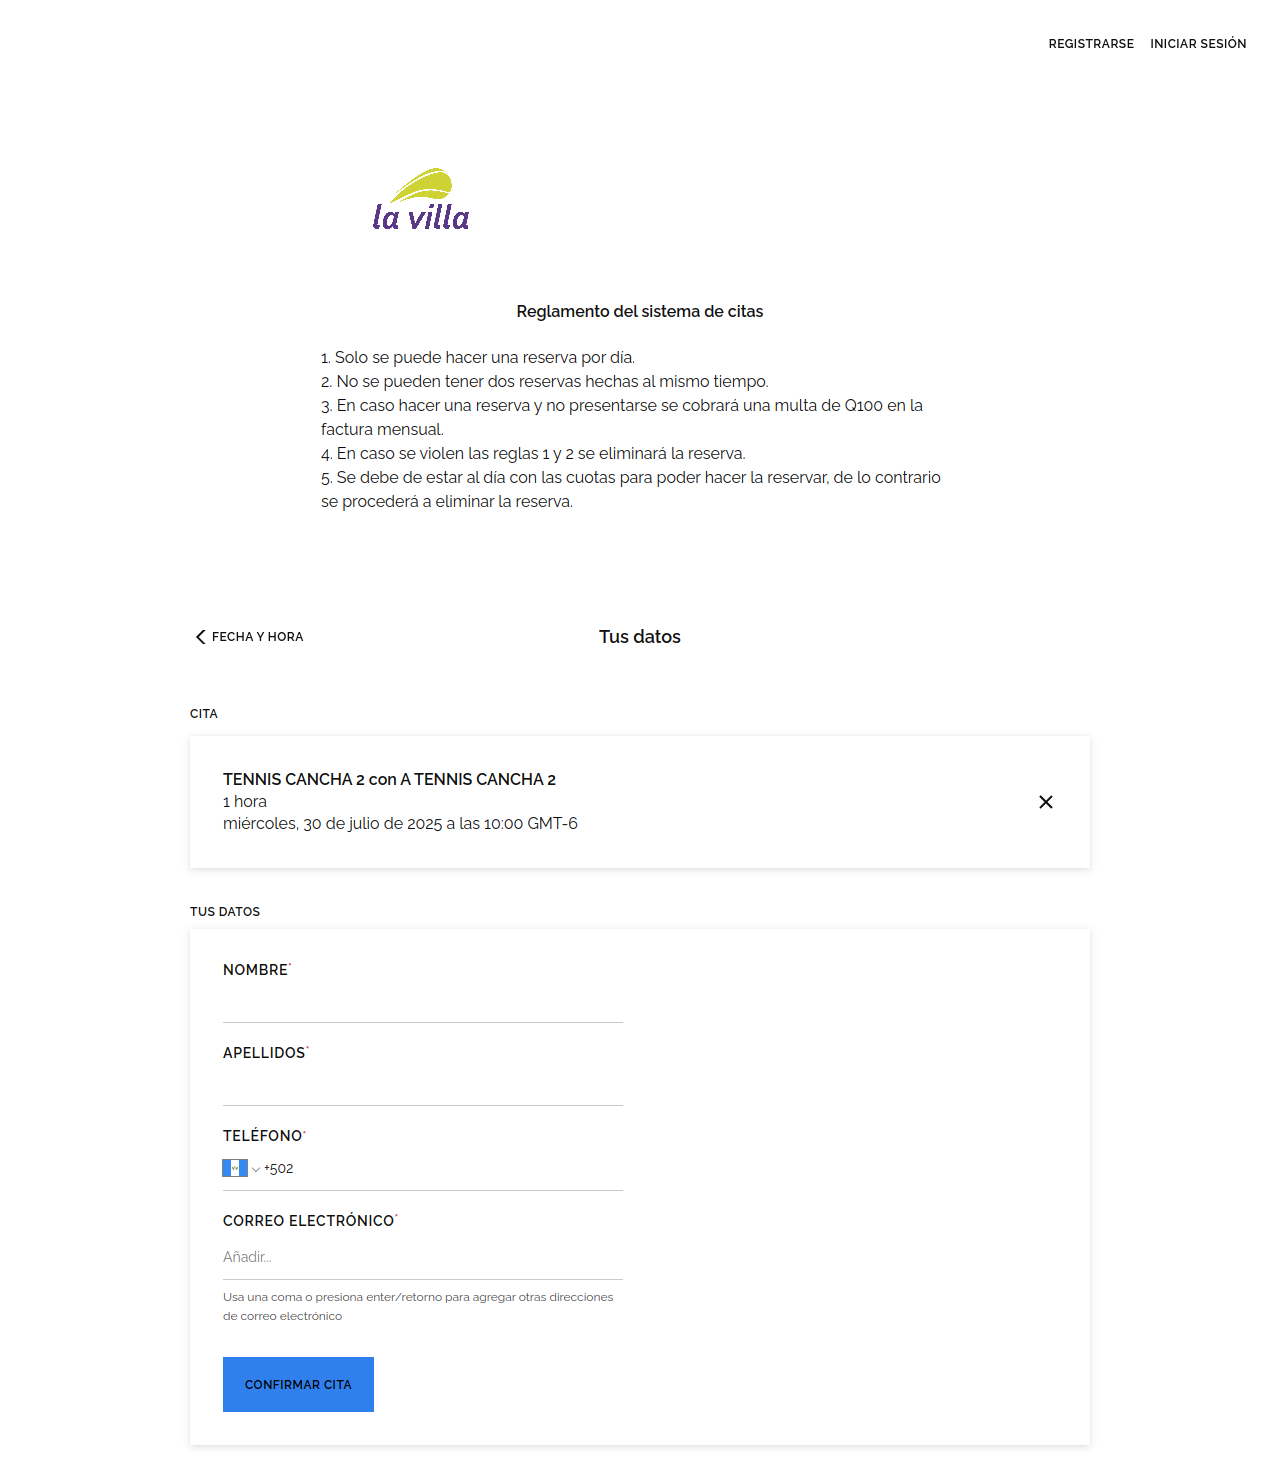 REGISTRARSE INICIAR SESIÓN
la villa
Reglamento del sistema de citas
1. Solo se puede hacer una reserva por día.
2. No se pueden tener dos reservas hechas al mismo tiempo.
3. En caso hacer una reserva y no presentarse se cobrará una multa de Q100 en la
factura mensual.
4. En caso se violen las reglas 1 y 2 se eliminará la reserva.
5. Se debe de estar al día con las cuotas para poder hacer la reservar, de lo contrario
se procederá a eliminar la reserva.
FECHA Y HORA
Tus datos
CITA
TENNIS CANCHA 2 con A TENNIS CANCHA 2
1 hora
miércoles, 30 de julio de 2025 a las 10:00 GMT-6
TUS DATOS
NOMBRE*
APELLIDOS*
TELÉFONO*
+502
CORREO ELECTRÓNICO*
Añadir...
Usa una coma o presiona enter/retorno para agregar otras direcciones
de correo electrónico
CONFIRMAR CITA